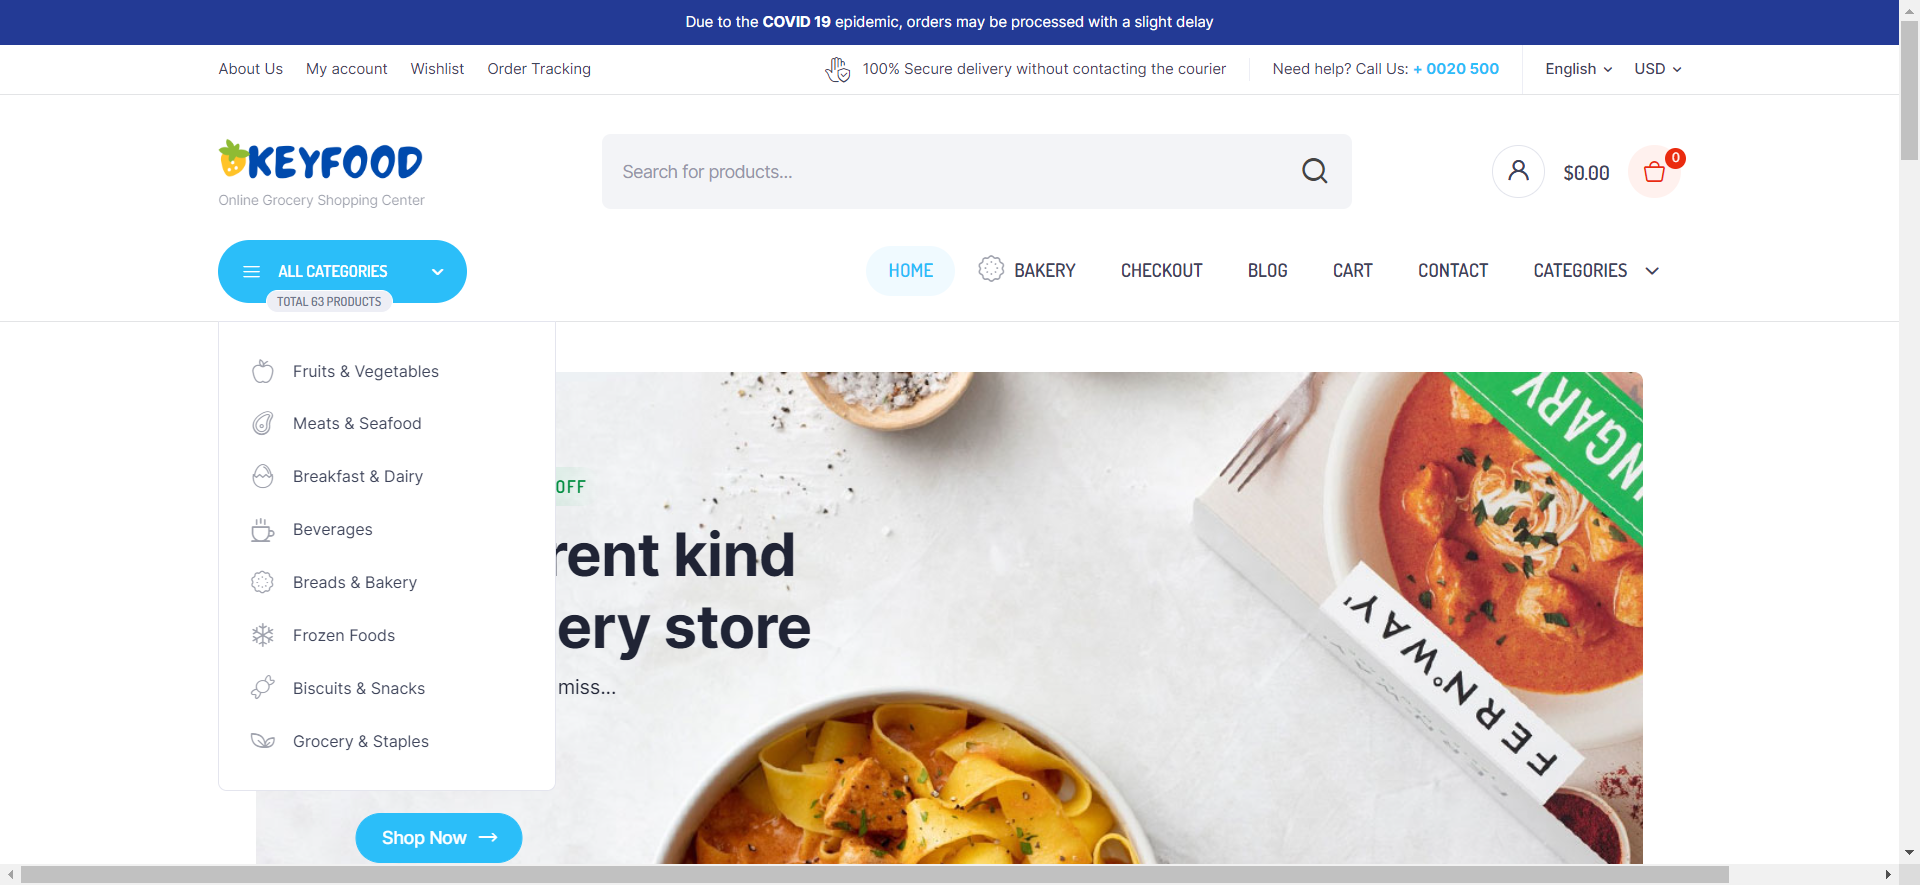 Due to the COVID 19 epidemic, orders may be processed with a slight delay
About Us My account Wishlist Order Tracking
100% Secure delivery without contacting the courier
Need help? Call Us: + 0020 500
English USD
KEYFOOD
Online Grocery Shopping Center
Search for products...
$0.00
0
ALL CATEGORIES
TOTAL 63 PRODUCTS
HOME BAKERY CHECKOUT BLOG CART CONTACT CATEGORIES
Fruits & Vegetables
Meats & Seafood
Breakfast & Dairy
Beverages
Breads & Bakery
Frozen Foods
Biscuits & Snacks
Grocery & Staples
OFF
rent kind
ery store
miss...
Shop Now
NGARY
FERN°WAY'